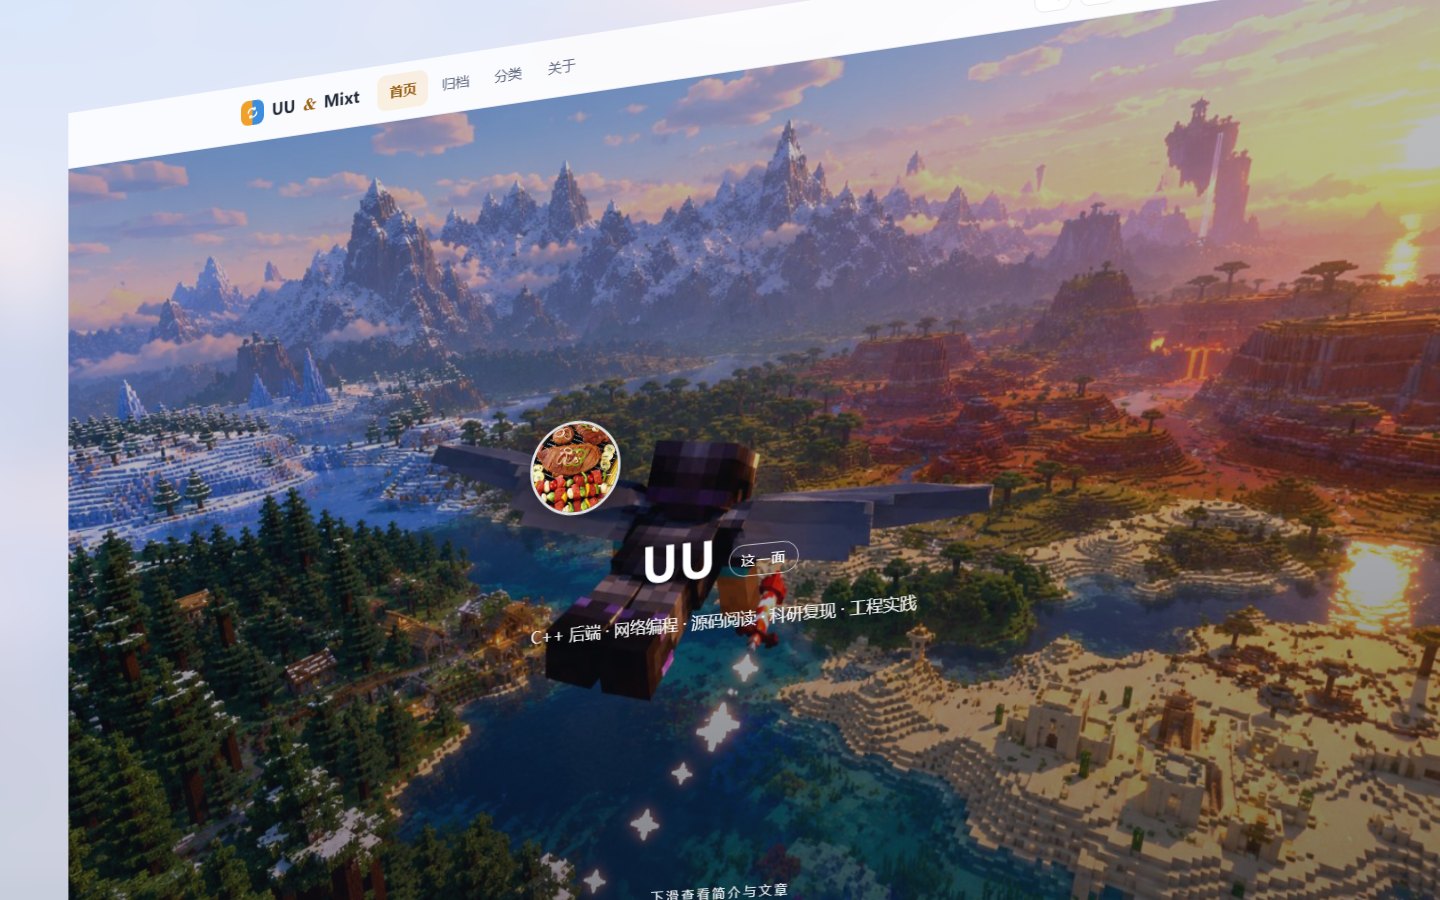 UU & Mixt 首页 归档 分类 关于
UU 这一面
C++ 后端 · 网络编程 · 源码阅读 · 科研复现 · 工程实践
下滑查看简介与文章